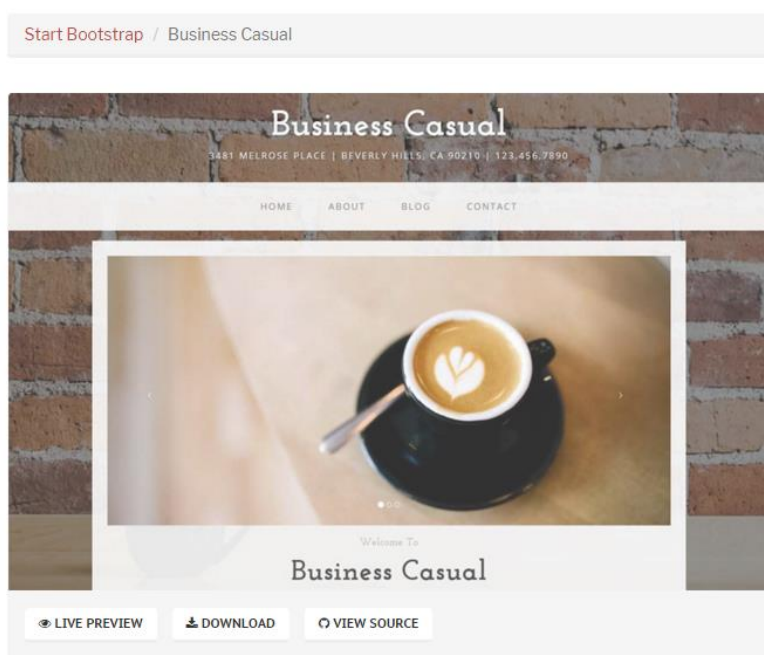 Start Bootstrap / Business Casual
Business Casual
3481 MELROSE PLACE | BEVERLY HILLS, CA 90210 | 123.456.7890
HOME ABOUT BLOG CONTACT
Welcome To
Business Casual
LIVE PREVIEW DOWNLOAD VIEW SOURCE